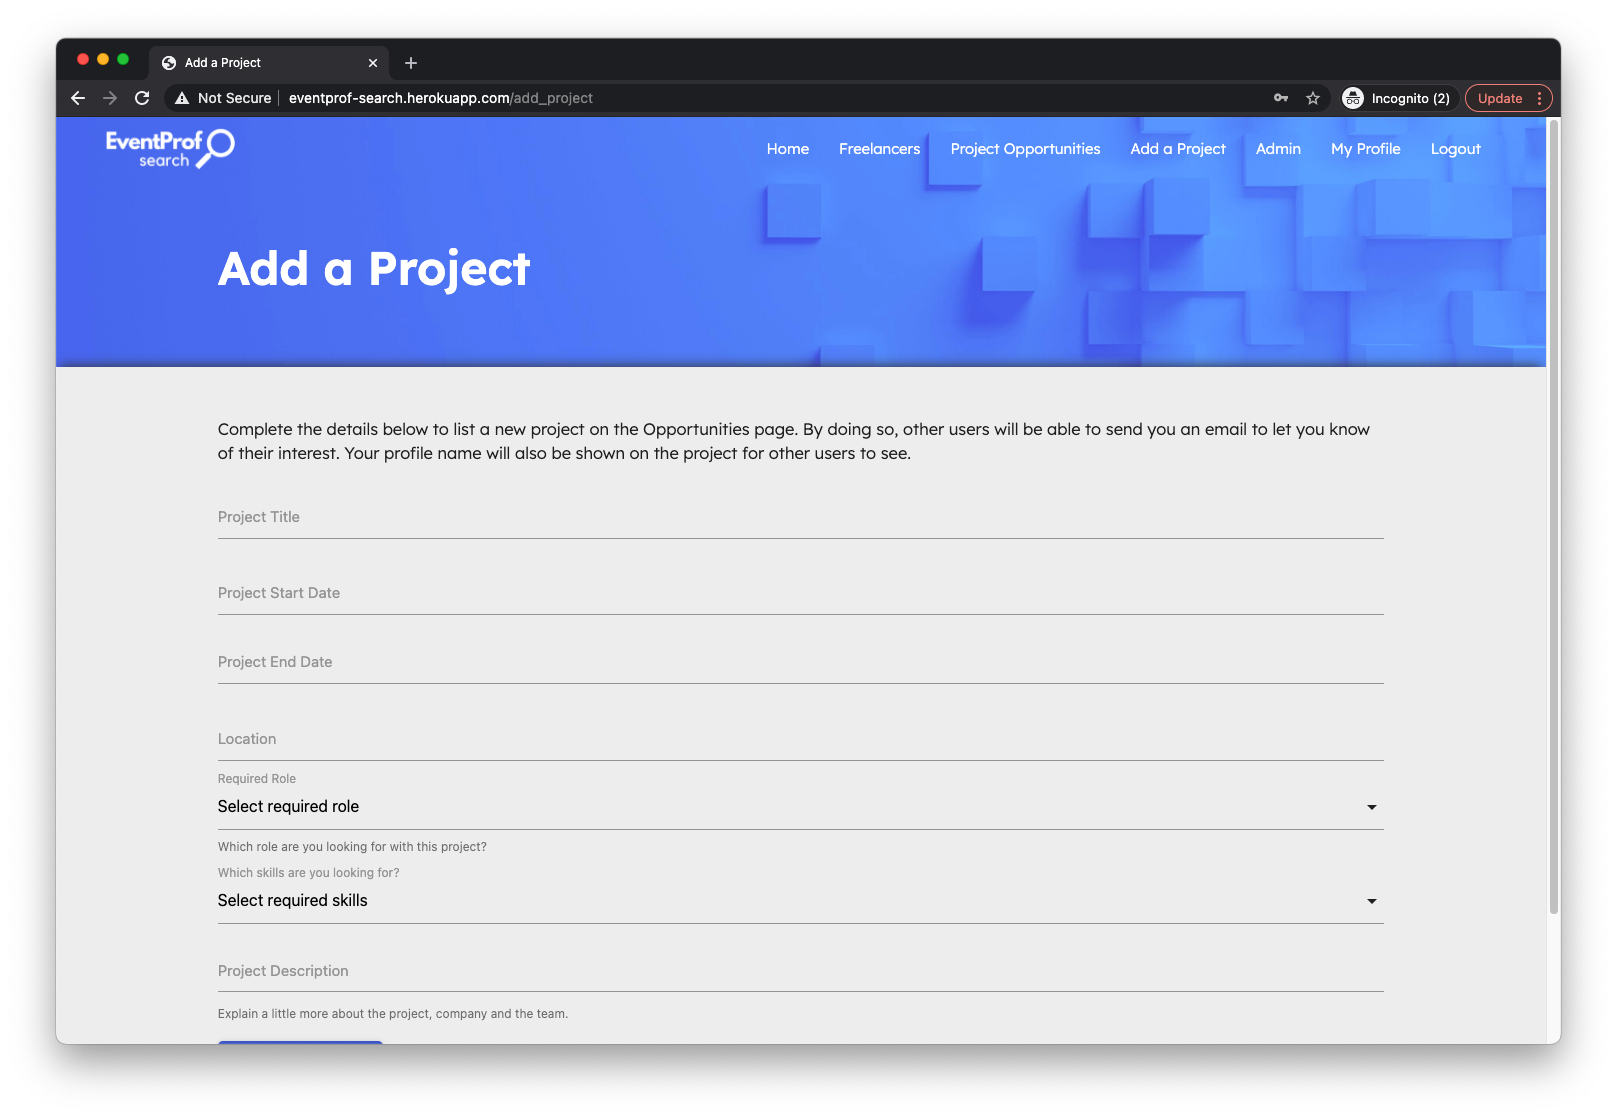 Add a Project
Not Secure eventprof-search.herokuapp.com/add_project Incognito (2) Update
EventProf
search
Home Freelancers Project Opportunities Add a Project Admin My Profile Logout
Add a Project
Complete the details below to list a new project on the Opportunities page. By doing so, other users will be able to send you an email to let you know
of their interest. Your profile name will also be shown on the project for other users to see.
Project Title
Project Start Date
Project End Date
Location
Required Role
Select required role
Which role are you looking for with this project?
Which skills are you looking for?
Select required skills
Project Description
Explain a little more about the project, company and the team.